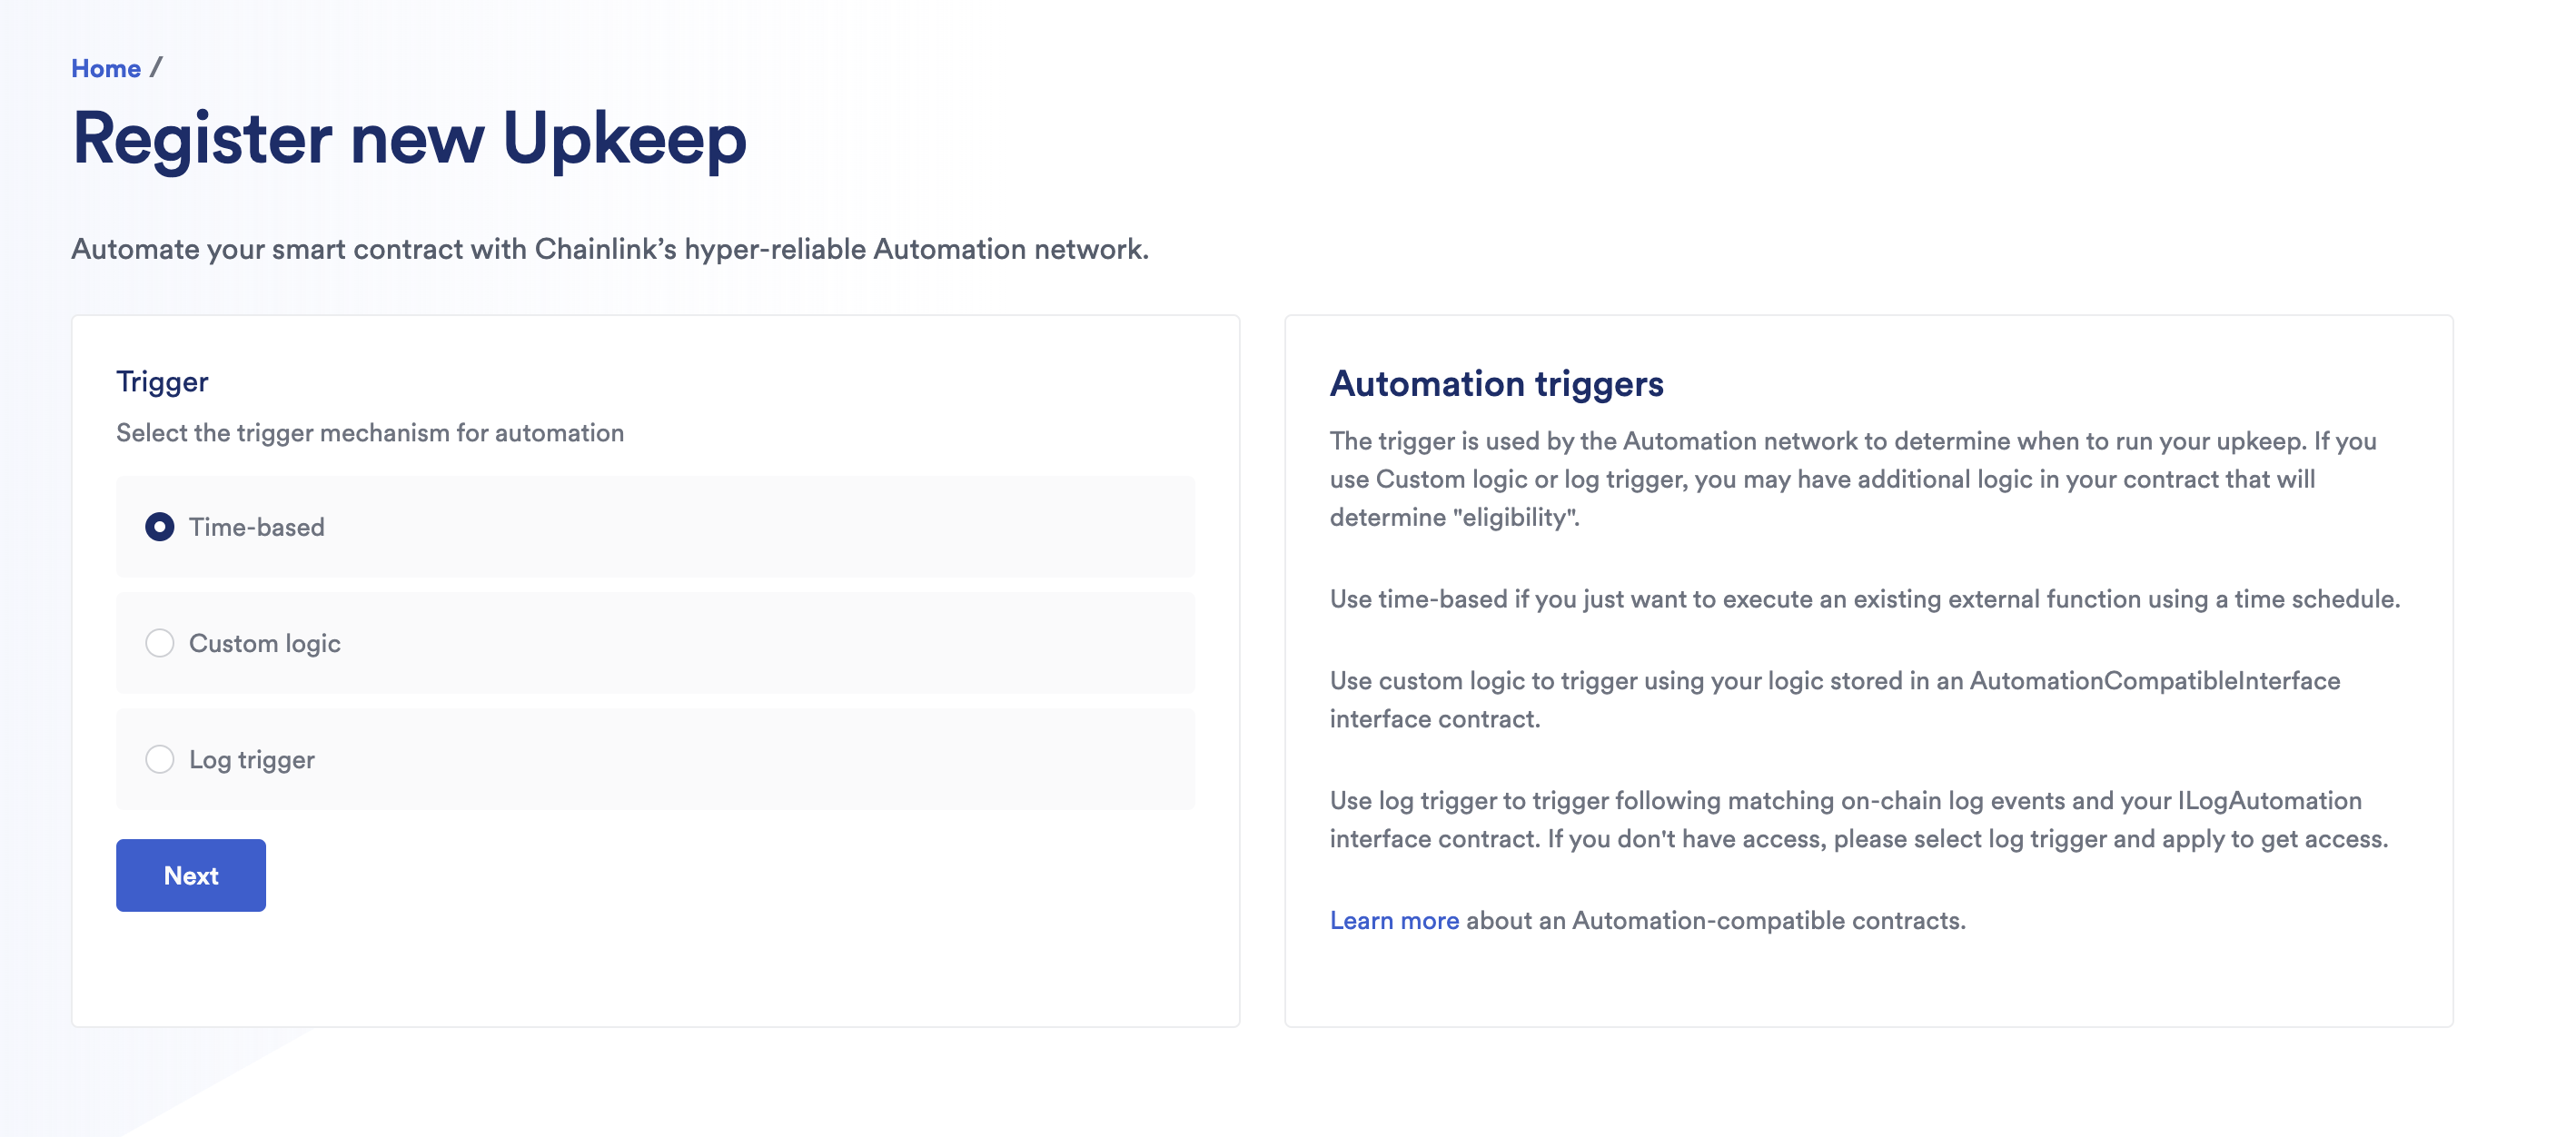 Home /
Register new Upkeep
Automate your smart contract with Chainlink’s hyper-reliable Automation network.
Trigger
Select the trigger mechanism for automation
Time-based
Custom logic
Log trigger
Next
Automation triggers
The trigger is used by the Automation network to determine when to run your upkeep. If you
use Custom logic or log trigger, you may have additional logic in your contract that will
determine "eligibility".
Use time-based if you just want to execute an existing external function using a time schedule.
Use custom logic to trigger using your logic stored in an AutomationCompatibleInterface
interface contract.
Use log trigger to trigger following matching on-chain log events and your ILogAutomation
interface contract. If you don't have access, please select log trigger and apply to get access.
Learn more about an Automation-compatible contracts.